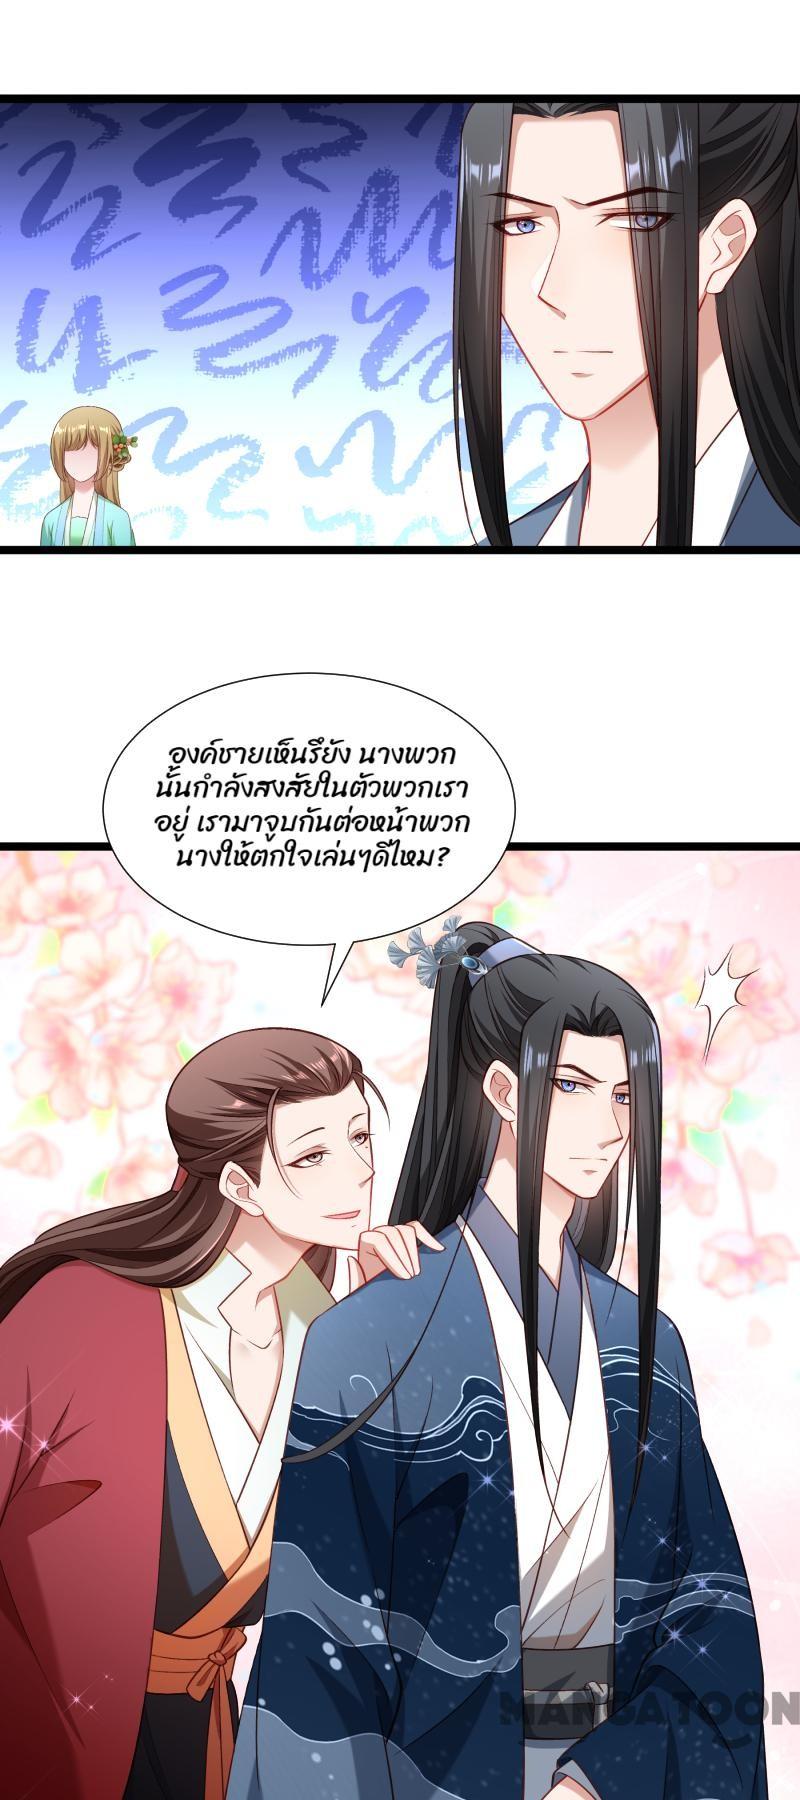 องค์ชายเห็นรึยัง นางพวก
นั้นกำลังสงสัยในตัวพวกเรา
อยู่ เรามาจูบกันต่อหน้าพวก
นางให้ตกใจเล่นๆดีไหม?
MANGATOON